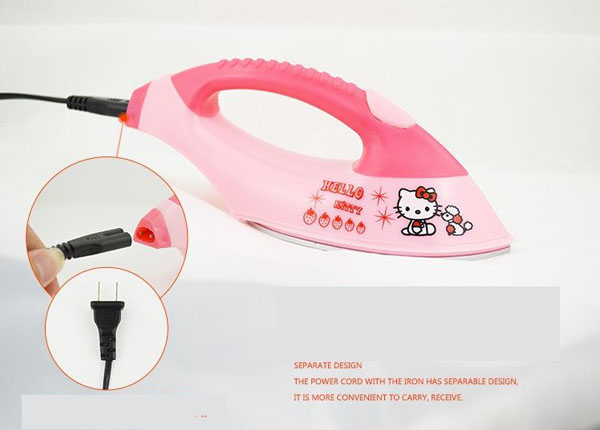 HELLO
KITTY
SEPARATE DESIGN
THE POWER CORD WITH THE IRON HAS SEPARABLE DESIGN,
IT IS MORE CONVENIENT TO CARRY, RECEIVE.